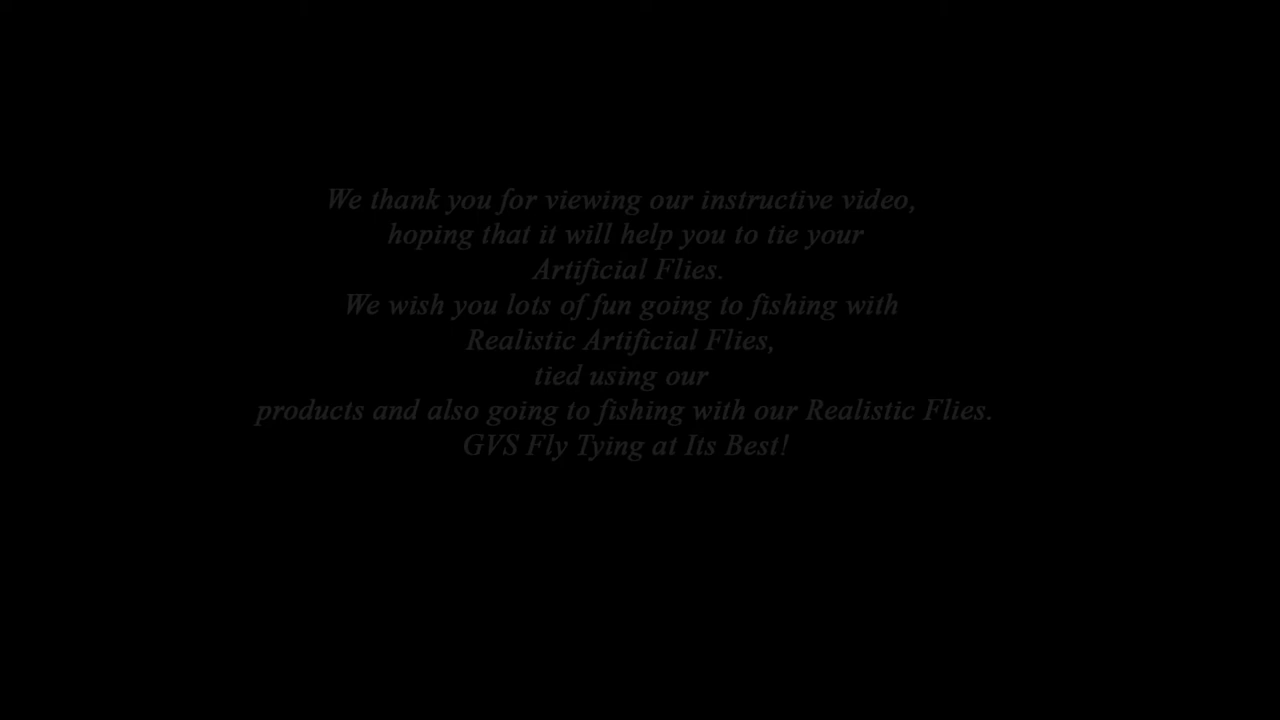 We thank you for viewing our instructive video,
hoping that it will help you to tie your
Artificial Flies.
We wish you lots of fun going to fishing with
Realistic Artificial Flies,
tied using our
products and also going to fishing with our Realistic Flies.
GVS Fly Tying at Its Best!